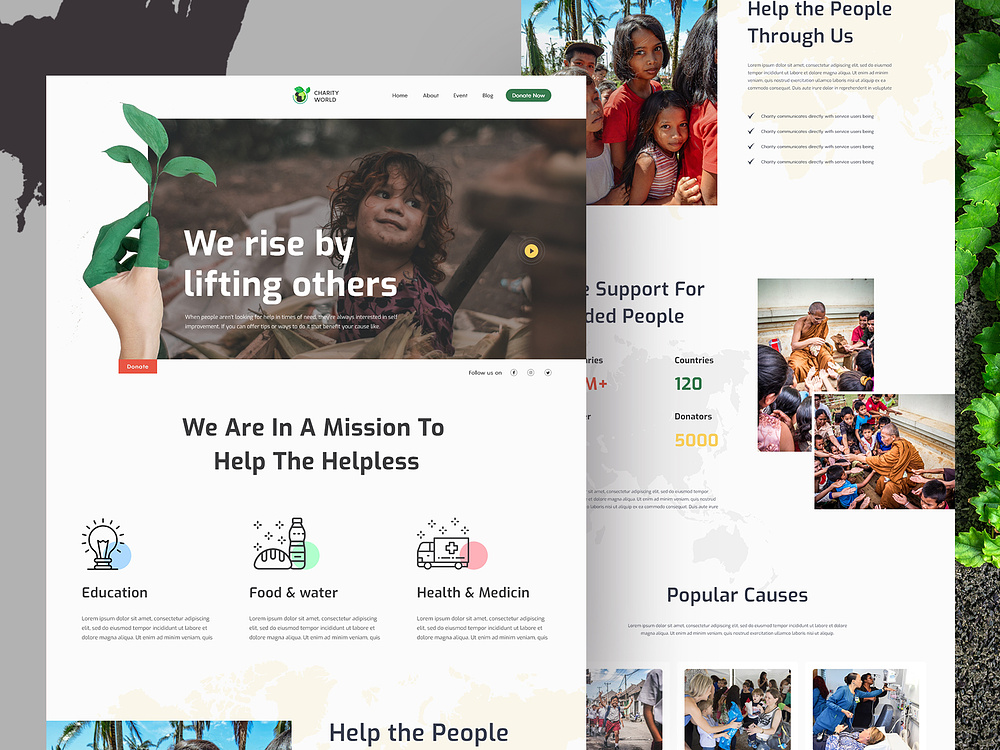 CHARITY
WORLD
Home
About
Event
Blog
Donate Now
We rise by
lifting others
When people aren't looking for help in times of need, they're always interested in self
improvement. If you can offer tips or ways to do it that benefit your cause like.
Donate
Follow us on
We Are In A Mission To
Help The Helpless
Education
Lorem ipsum dolor sit amet, consectetur adipiscing
elit, sed do eiusmod tempor incididunt ut labore et
dolore magna aliqua. Ut enim ad minim veniam, quis
Food & water
Lorem ipsum dolor sit amet, consectetur adipiscing
elit, sed do eiusmod tempor incididunt ut labore et
dolore magna aliqua. Ut enim ad minim veniam, quis
Health & Medicin
Lorem ipsum dolor sit amet, consectetur adipiscing
elit, sed do eiusmod tempor incididunt ut labore et
dolore magna aliqua. Ut enim ad minim veniam, quis
Help the People
Help the People
Through Us
Lorem ipsum dolor sit amet, consectetur adipiscing elit, sed do eiusmod
tempor incididunt ut labore et dolore magna aliqua. Ut enim ad minim
veniam, quis nostrud exercitation ullamco laboris nisi ut aliquip ex ea
commodo consequat. Duis aute irure dolor in reprehenderit in voluptate
Charity communicates directly with service users being
Charity communicates directly with service users being
Charity communicates directly with service users being
Charity communicates directly with service users being
e Support For
ded People
ries
M+
Countries
120
r
Donators
5000
sit amet, consectetur adipiscing elit, sed do eiusmod tempor
labore et dolore magna aliqua. Ut enim ad minim veniam, quis
laboris nisi ut aliquip ex ea commodo consequat. Duis aute irure
Popular Causes
Lorem ipsum dolor sit amet, consectetur adipiscing elit, sed do eiusmod tempor incididunt ut labore et dolore
magna aliqua. Ut enim ad minim veniam, quis nostrud exercitation ullamco laboris nisi ut aliquip